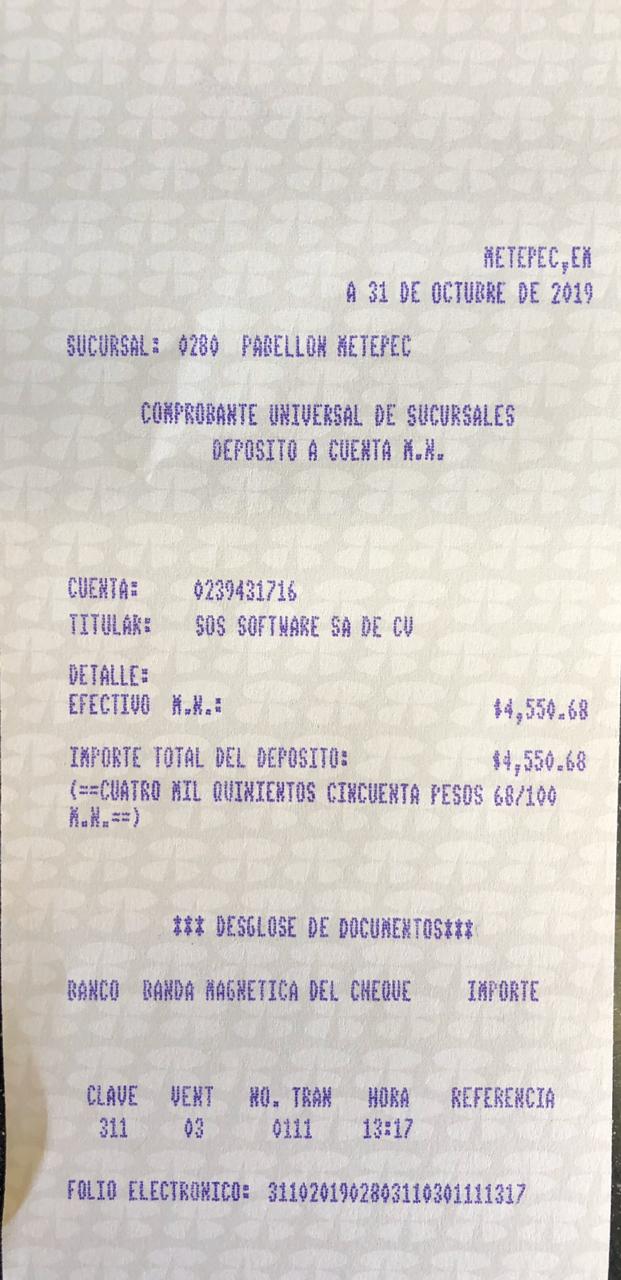 METEPEC,EM
A 31 DE OCTUBRE DE 2019
SUCURSAL: 0280 PABELLON METEPEC
COMPROBANTE UNIVERSAL DE SUCURSALES
DEPOSITO A CUENTA M.N.
CUENTA: 0239431716
TITULAR: SOS SOFTWARE SA DE CV
DETALLE:
EFECTIVO M.N.: $4,550.68
IMPORTE TOTAL DEL DEPOSITO: $4,550.68
(==CUATRO MIL QUINIENTOS CINCUENTA PESOS 68/100
M.N.==)
*** DESGLOSE DE DOCUMENTOS***
BANCO BANDA MAGNETICA DEL CHEQUE IMPORTE
CLAVE VENT NO. TRAN HORA REFERENCIA
311 03 0111 13:17
FOLIO ELECTRONICO: 3110201902803110301111317